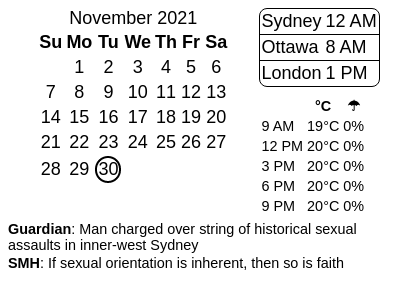 November 2021
Su Mo Tu We Th Fr Sa
1 2 3 4 5 6
7 8 9 10 11 12 13
14 15 16 17 18 19 20
21 22 23 24 25 26 27
28 29 30
Sydney 12 AM
Ottawa 8 AM
London 1 PM
°C ☂
9 AM 19°C 0%
12 PM 20°C 0%
3 PM 20°C 0%
6 PM 20°C 0%
9 PM 20°C 0%
Guardian: Man charged over string of historical sexual
assaults in inner-west Sydney
SMH: If sexual orientation is inherent, then so is faith